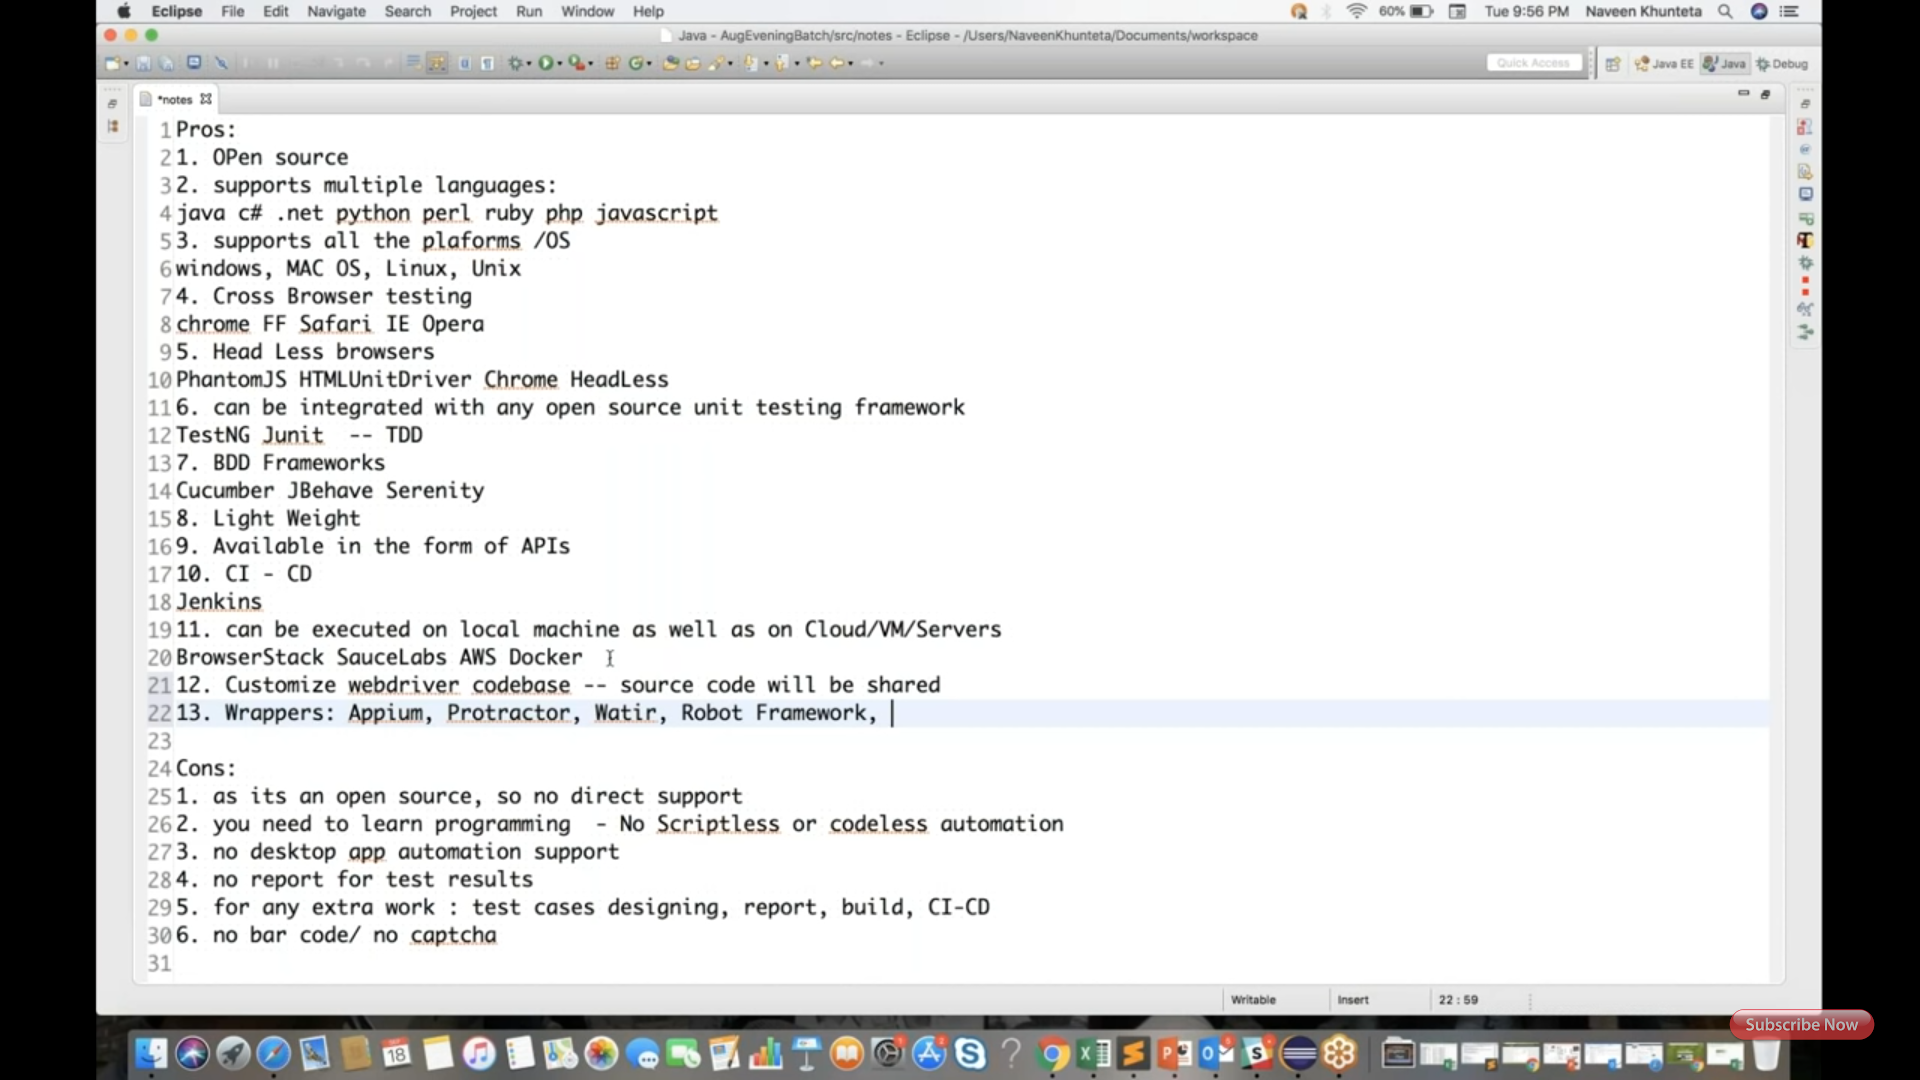 Eclipse File Edit Navigate Search Project Run Window Help 60% Tue 9:56 PM Naveen Khunteta
Java - AugEveningBatch/src/notes - Eclipse - /Users/NaveenKhunteta/Documents/workspace
Quick Access Java EE Java Debug
*notes
1 Pros:
2 1. OPen source
3 2. supports multiple languages:
4 java c# .net python perl ruby php javascript
5 3. supports all the plaforms /OS
6 windows, MAC OS, Linux, Unix
7 4. Cross Browser testing
8 chrome FF Safari IE Opera
9 5. Head Less browsers
10 PhantomJS HTMLUnitDriver Chrome HeadLess
11 6. can be integrated with any open source unit testing framework
12 TestNG Junit -- TDD
13 7. BDD Frameworks
14 Cucumber JBehave Serenity
15 8. Light Weight
16 9. Available in the form of APIs
17 10. CI - CD
18 Jenkins
19 11. can be executed on local machine as well as on Cloud/VM/Servers
20 BrowserStack SauceLabs AWS Docker
21 12. Customize webdriver codebase -- source code will be shared
22 13. Wrappers: Appium, Protractor, Watir, Robot Framework,
23
24 Cons:
25 1. as its an open source, so no direct support
26 2. you need to learn programming - No Scriptless or codeless automation
27 3. no desktop app automation support
28 4. no report for test results
29 5. for any extra work : test cases designing, report, build, CI-CD
30 6. no bar code/ no captcha
31
Writable Insert 22 : 59
Subscribe Now
18